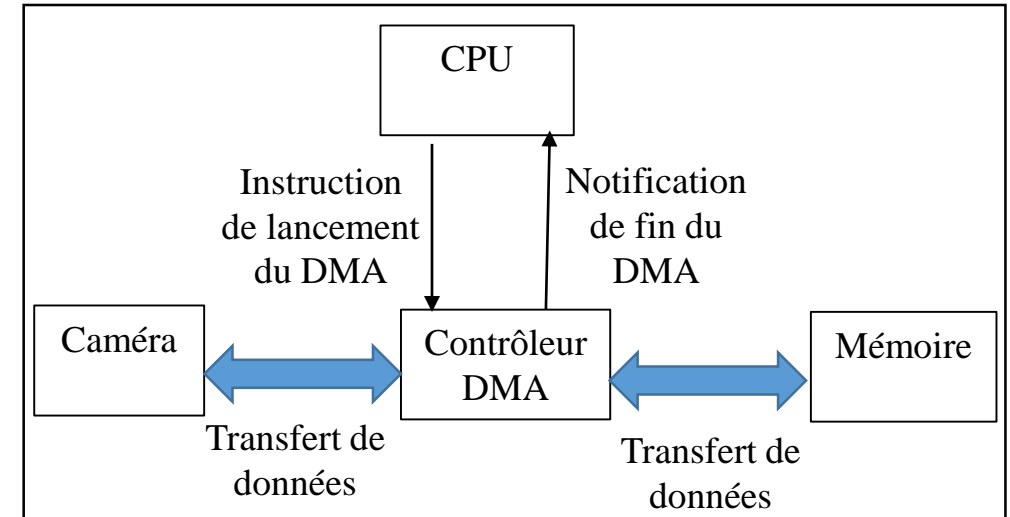 CPU
Instruction
de lancement
du DMA
Notification
de fin du
DMA
Caméra
Contrôleur
DMA
Mémoire
Transfert de
données
Transfert de
données